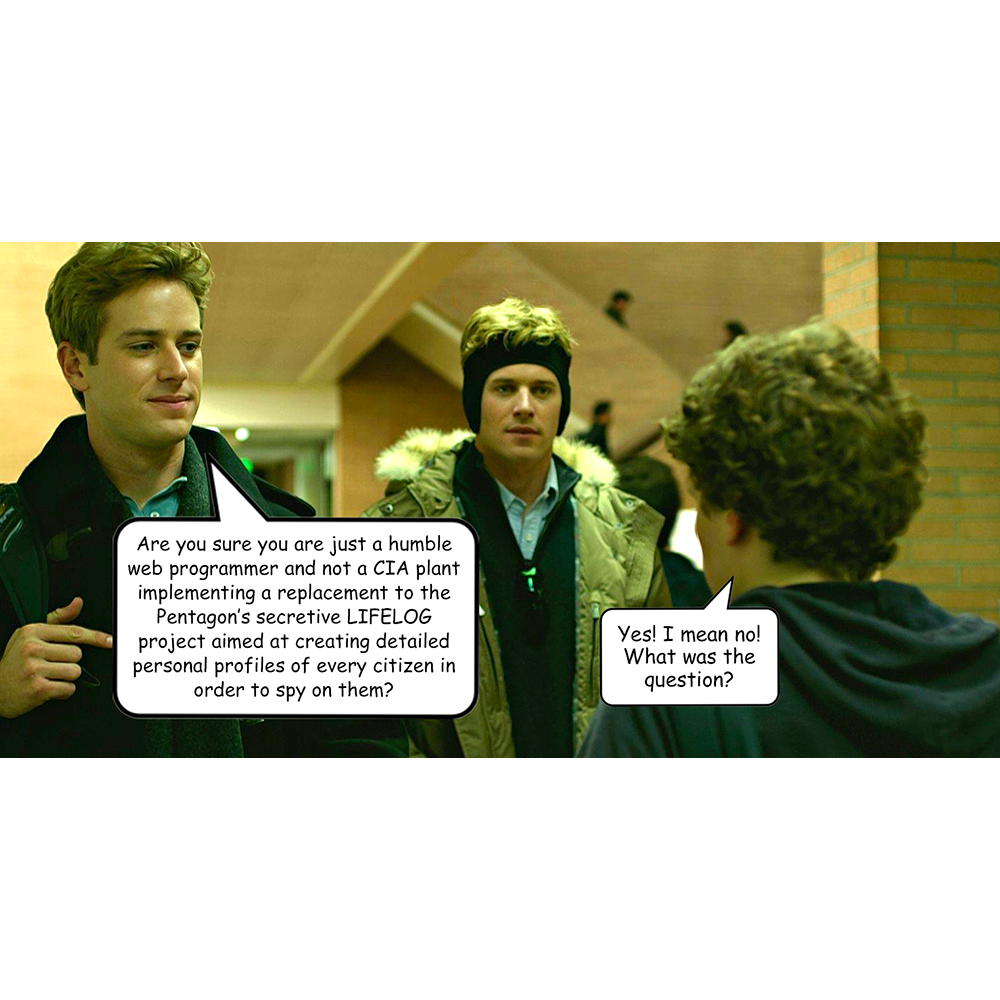 Are you sure you are just a humble
web programmer and not a CIA plant
implementing a replacement to the
Pentagon's secretive LIFELOG
project aimed at creating detailed
personal profiles of every citizen in
order to spy on them?
Yes! I mean no!
What was the
question?